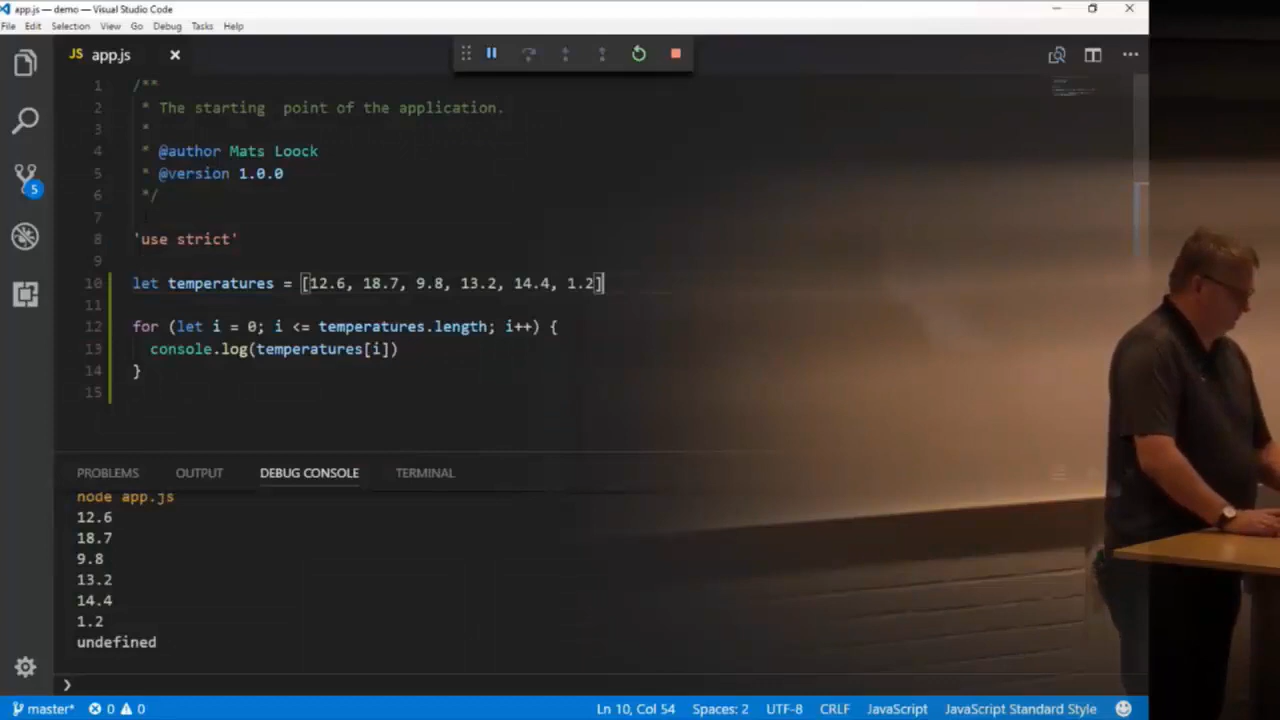 app.js — demo — Visual Studio Code
File Edit Selection View Go Debug Tasks Help
JS app.js
1 /**
2 * The starting  point of the application.
3 *
4 * @author Mats Loock
5 * @version 1.0.0
6 */
7
8 'use strict'
9
10 let temperatures = [12.6, 18.7, 9.8, 13.2, 14.4, 1.2]
11
12 for (let i = 0; i <= temperatures.length; i++) {
13 console.log(temperatures[i])
14 }
15
5
PROBLEMS OUTPUT DEBUG CONSOLE TERMINAL
node app.js
12.6
18.7
9.8
13.2
14.4
1.2
undefined
master* 0 0 Ln 10, Col 54 Spaces: 2 UTF-8 CRLF JavaScript JavaScript Standard Style